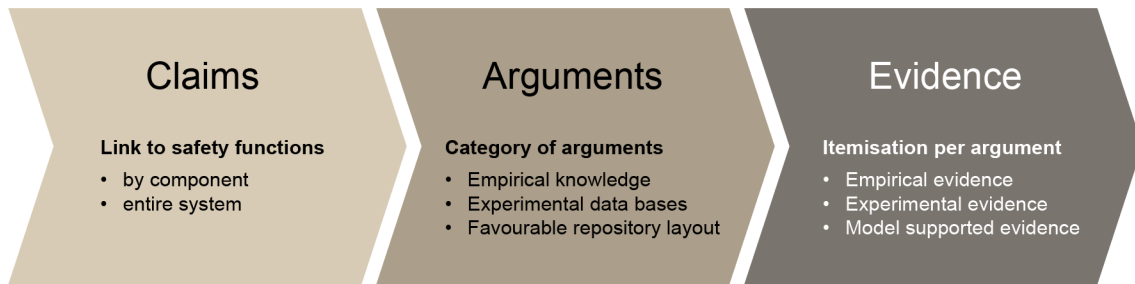 Claims
Link to safety functions
• by component
• entire system
Arguments
Category of arguments
• Empirical knowledge
• Experimental data bases
• Favourable repository layout
Evidence
Itemisation per argument
• Empirical evidence
• Experimental evidence
• Model supported evidence